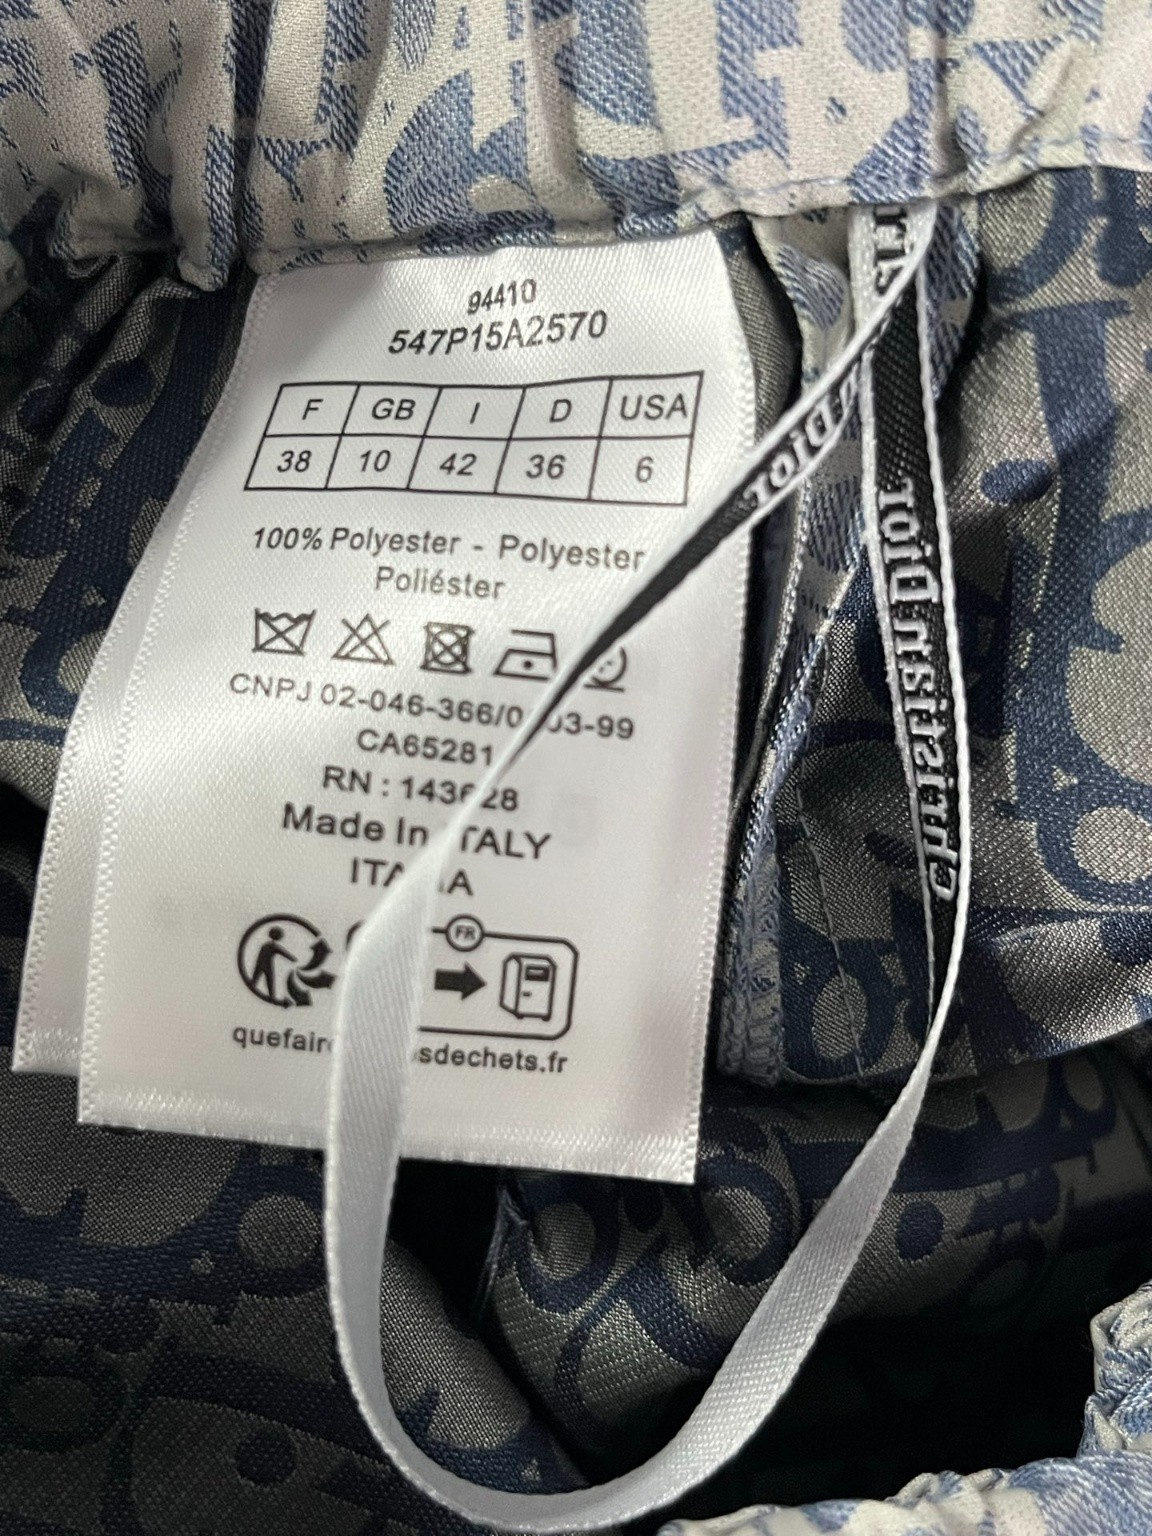 94410
547P15A2570
F GB I D USA
38 10 42 36 6
100% Polyester - Polyester
Poliéster
CNPJ 02-046-366/0 03-99
CA65281
RN : 143 28
Made In TALY
ITA A
FR
quefair sdechets.fr
ristianDior
christianDior